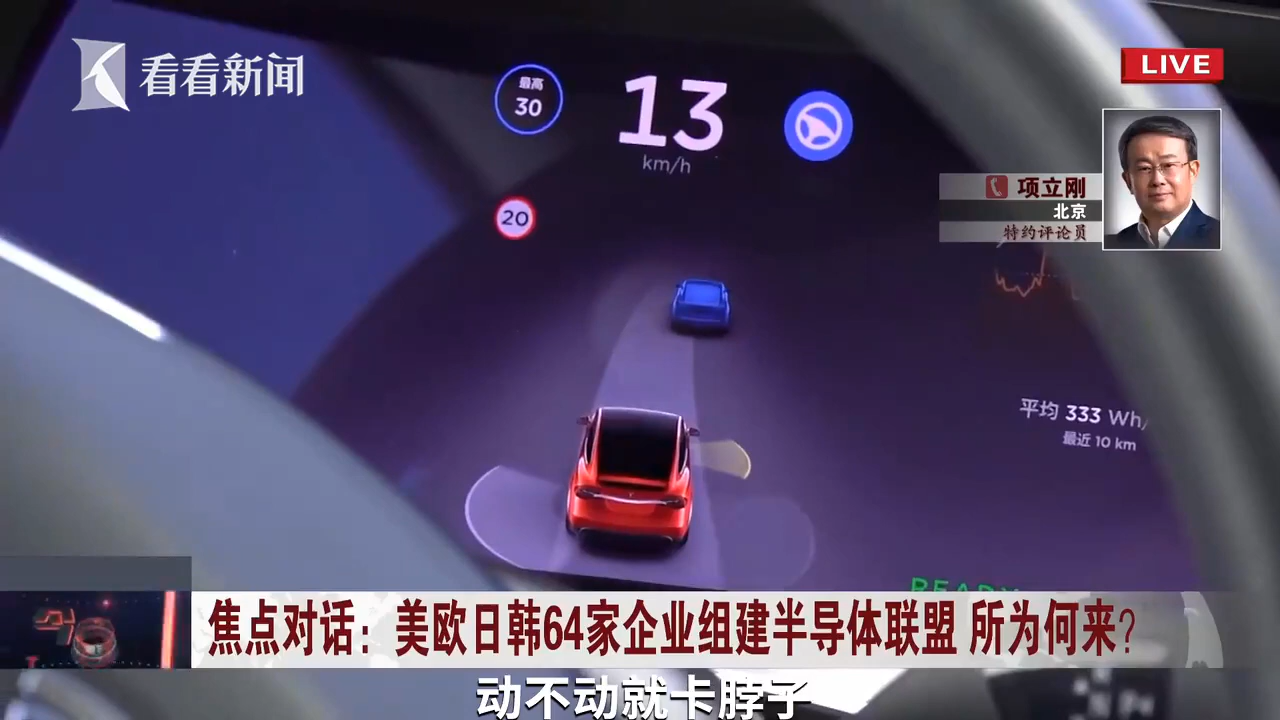 看看新闻
LIVE
最高
30
13
km/h
20
项立刚
北京
特约评论员
平均 333 Wh/
最近 10 km
READY
焦点对话：美欧日韩64家企业组建半导体联盟 所为何来？
动不动就卡脖子